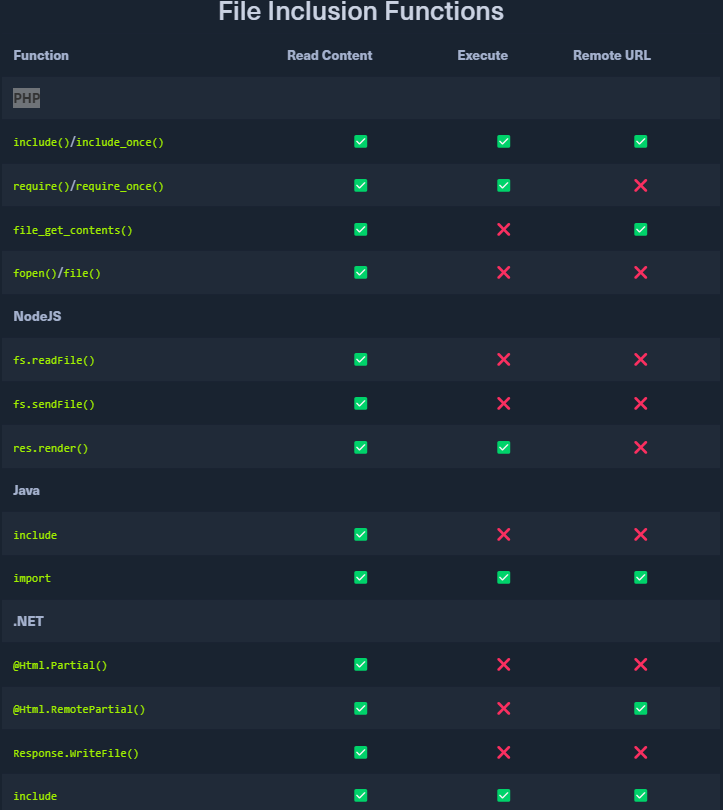 File Inclusion Functions
Function Read Content Execute Remote URL
PHP
include()/include_once() ✅ ✅ ✅
require()/require_once() ✅ ✅ ❌
file_get_contents() ✅ ❌ ✅
fopen()/file() ✅ ❌ ❌
NodeJS
fs.readFile() ✅ ❌ ❌
fs.sendFile() ✅ ❌ ❌
res.render() ✅ ✅ ❌
Java
include ✅ ❌ ❌
import ✅ ✅ ✅
.NET
@Html.Partial() ✅ ❌ ❌
@Html.RemotePartial() ✅ ❌ ✅
Response.WriteFile() ✅ ❌ ❌
include ✅ ✅ ✅